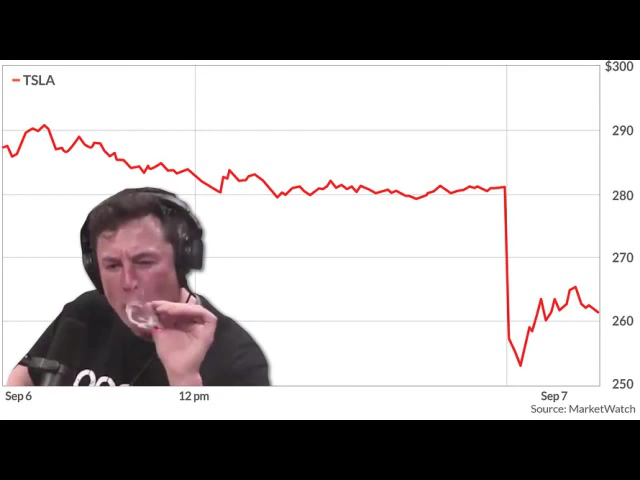 TSLA
$300
290
280
270
260
250
Sep 6
12 pm
Sep 7
Source: MarketWatch